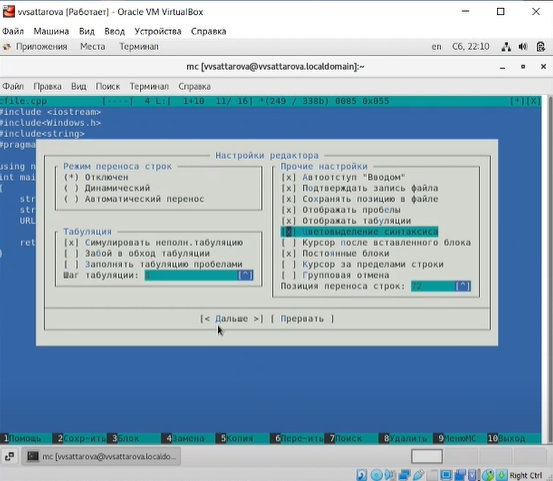 vvsattarova [Работает] - Oracle VM VirtualBox
Файл Машина Вид Ввод Устройства Справка
Приложения Места Терминал en Сб, 22:10
mc [vvsattarova@vvsattarova.localdomain]:~
Файл Правка Вид Поиск Терминал Справка
cfile.cpp [----] 4 L:[ 1+10 11/ 16] *(249 / 338b) 0085 0x055 [*][X]
#include <iostream>
#include<Windows.h>
#include<string>
#pragma
using n
int mai
{
str
str
URL
ret
}
Настройки редактора
Режим переноса строк
(*) Отключен
( ) Динамический
( ) Автоматический перенос
Табуляция
[x] Симулировать неполн.табуляцию
[ ] Забой в обход табуляции
[ ] Заполнять табуляцию пробелами
Шаг табуляции: [^]
Прочие настройки
[x] Автоотступ "Вводом"
[x] Подтверждать запись файла
[x] Сохранять позицию в файле
[x] Отображать пробелы
[x] Отображать табуляции
[x] Цветовыделение синтаксиса
[ ] Курсор после вставленного блока
[x] Постоянные блоки
[ ] Курсор за пределами строки
[ ] Групповая отмена
Позиция переноса строк: 72 [^]
[< Дальше >] [ Прервать ]
1Помощь 2Сохр~ить 3Блок 4Замена 5Копия 6Пере~ить 7Поиск 8Удалить 9МенюMC 10Выход
mc [vvsattarova@vvsattarova.localdo...
Right Ctrl